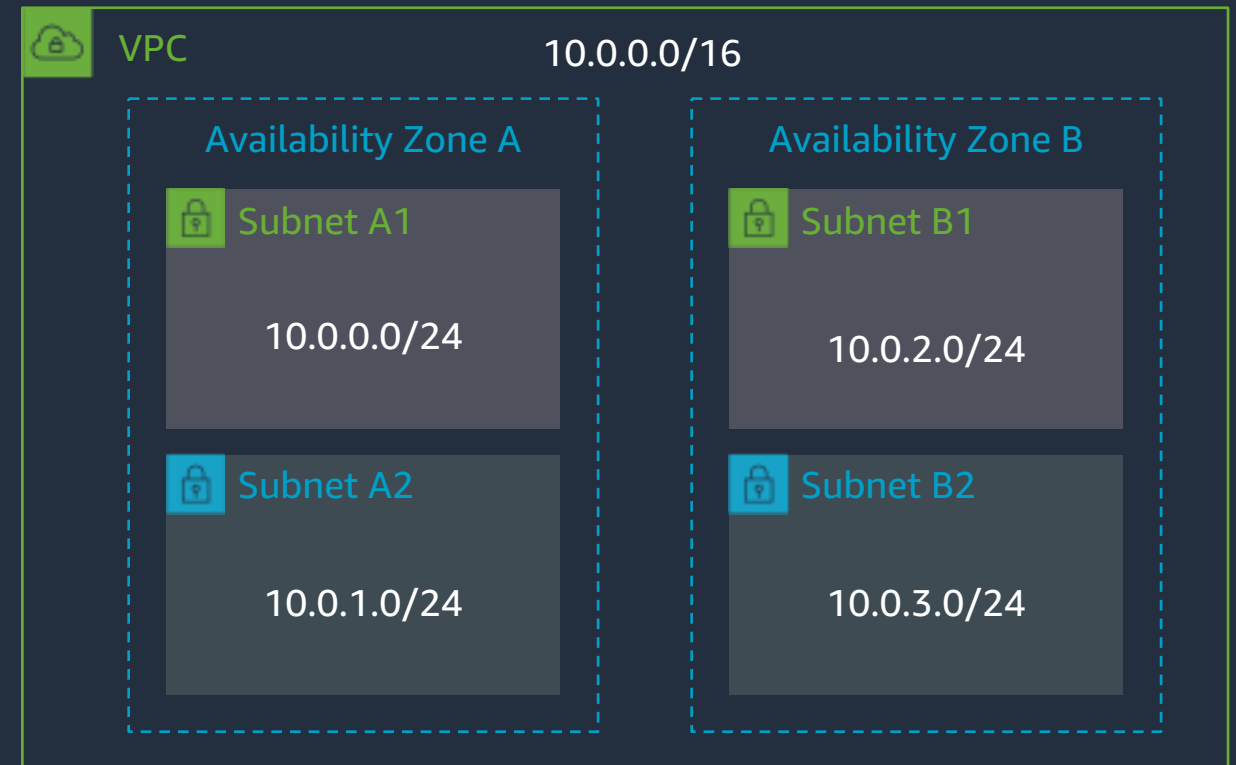 VPC
10.0.0.0/16
Availability Zone A
Subnet A1
10.0.0.0/24
Subnet A2
10.0.1.0/24
Availability Zone B
Subnet B1
10.0.2.0/24
Subnet B2
10.0.3.0/24